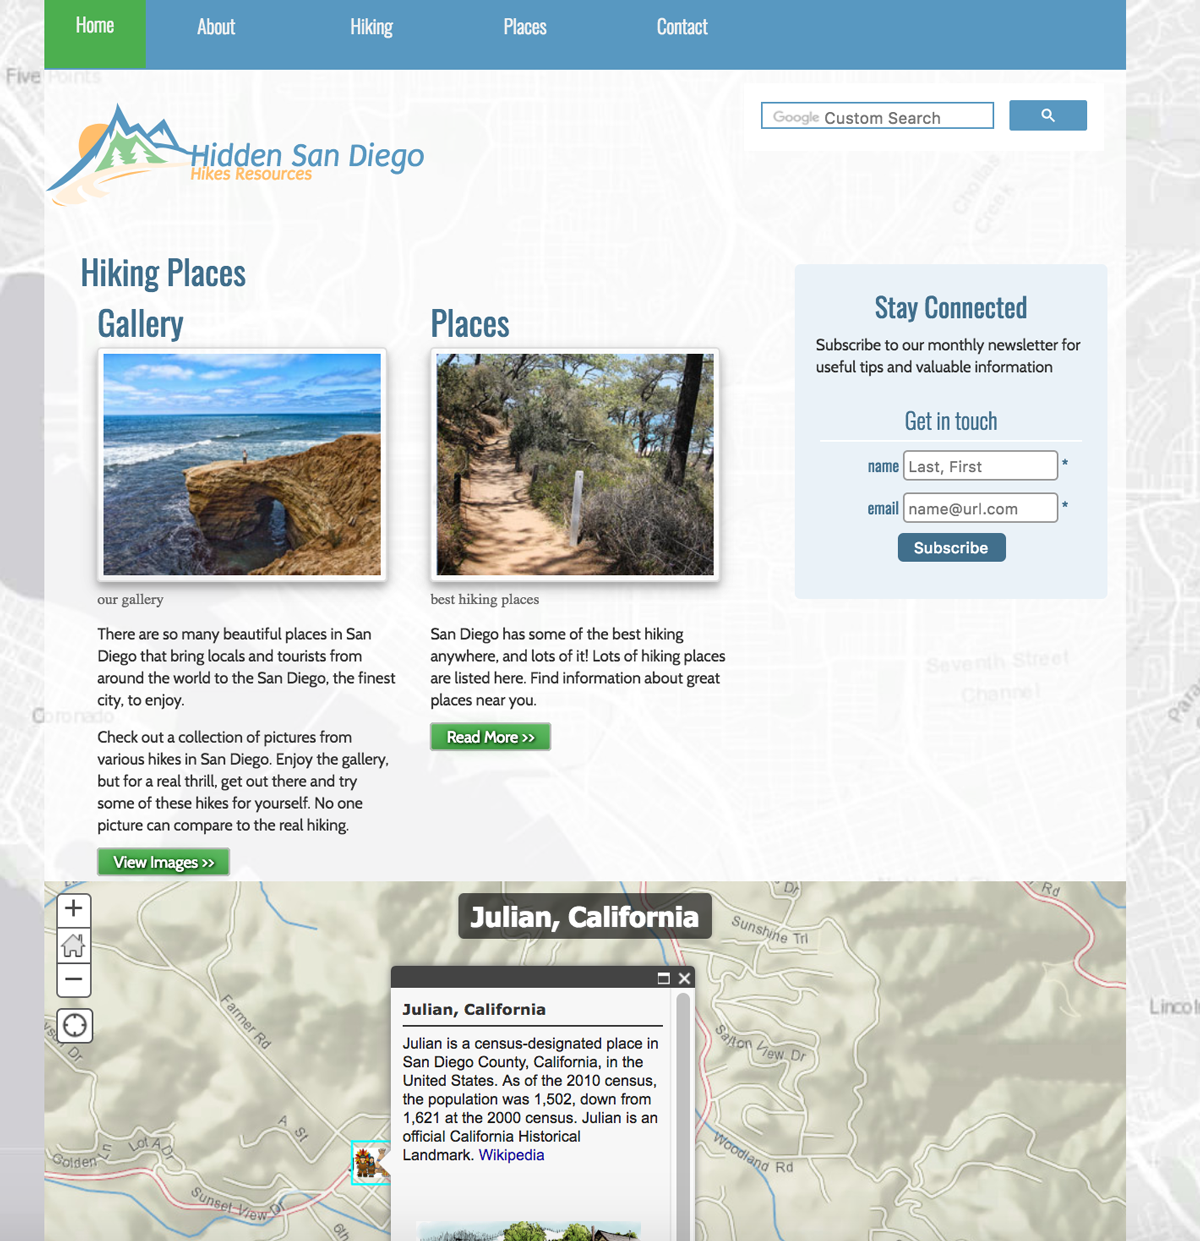 Home
About
Hiking
Places
Contact
Five Points
Google Custom Search
Hidden San Diego
Hikes Resources
Chollas Creek
Hiking Places
Gallery
Places
Stay Connected
Subscribe to our monthly newsletter for
useful tips and valuable information
Get in touch
name Last, First *
email name@url.com *
Subscribe
our gallery
best hiking places
There are so many beautiful places in San
Diego that bring locals and tourists from
around the world to the San Diego, the finest
city, to enjoy.
San Diego has some of the best hiking
anywhere, and lots of it! Lots of hiking places
are listed here. Find information about great
places near you.
Read More >>
Seventh Street
Channel
Coronado
Check out a collection of pictures from
various hikes in San Diego. Enjoy the gallery,
but for a real thrill, get out there and try
some of these hikes for yourself. No one
picture can compare to the real hiking.
View Images >>
Julian, California
Dr
Rd
Sunshine Trl
Farmer Rd
Julian, California
Julian is a census-designated place in
San Diego County, California, in the
United States. As of the 2010 census,
the population was 1,502, down from
1,621 at the 2000 census. Julian is an
official California Historical
Landmark. Wikipedia
Salton View Dr
Dr
A St
Lot A Dr
Golden Ln
Sunset View Dr
6th
Woodland Rd